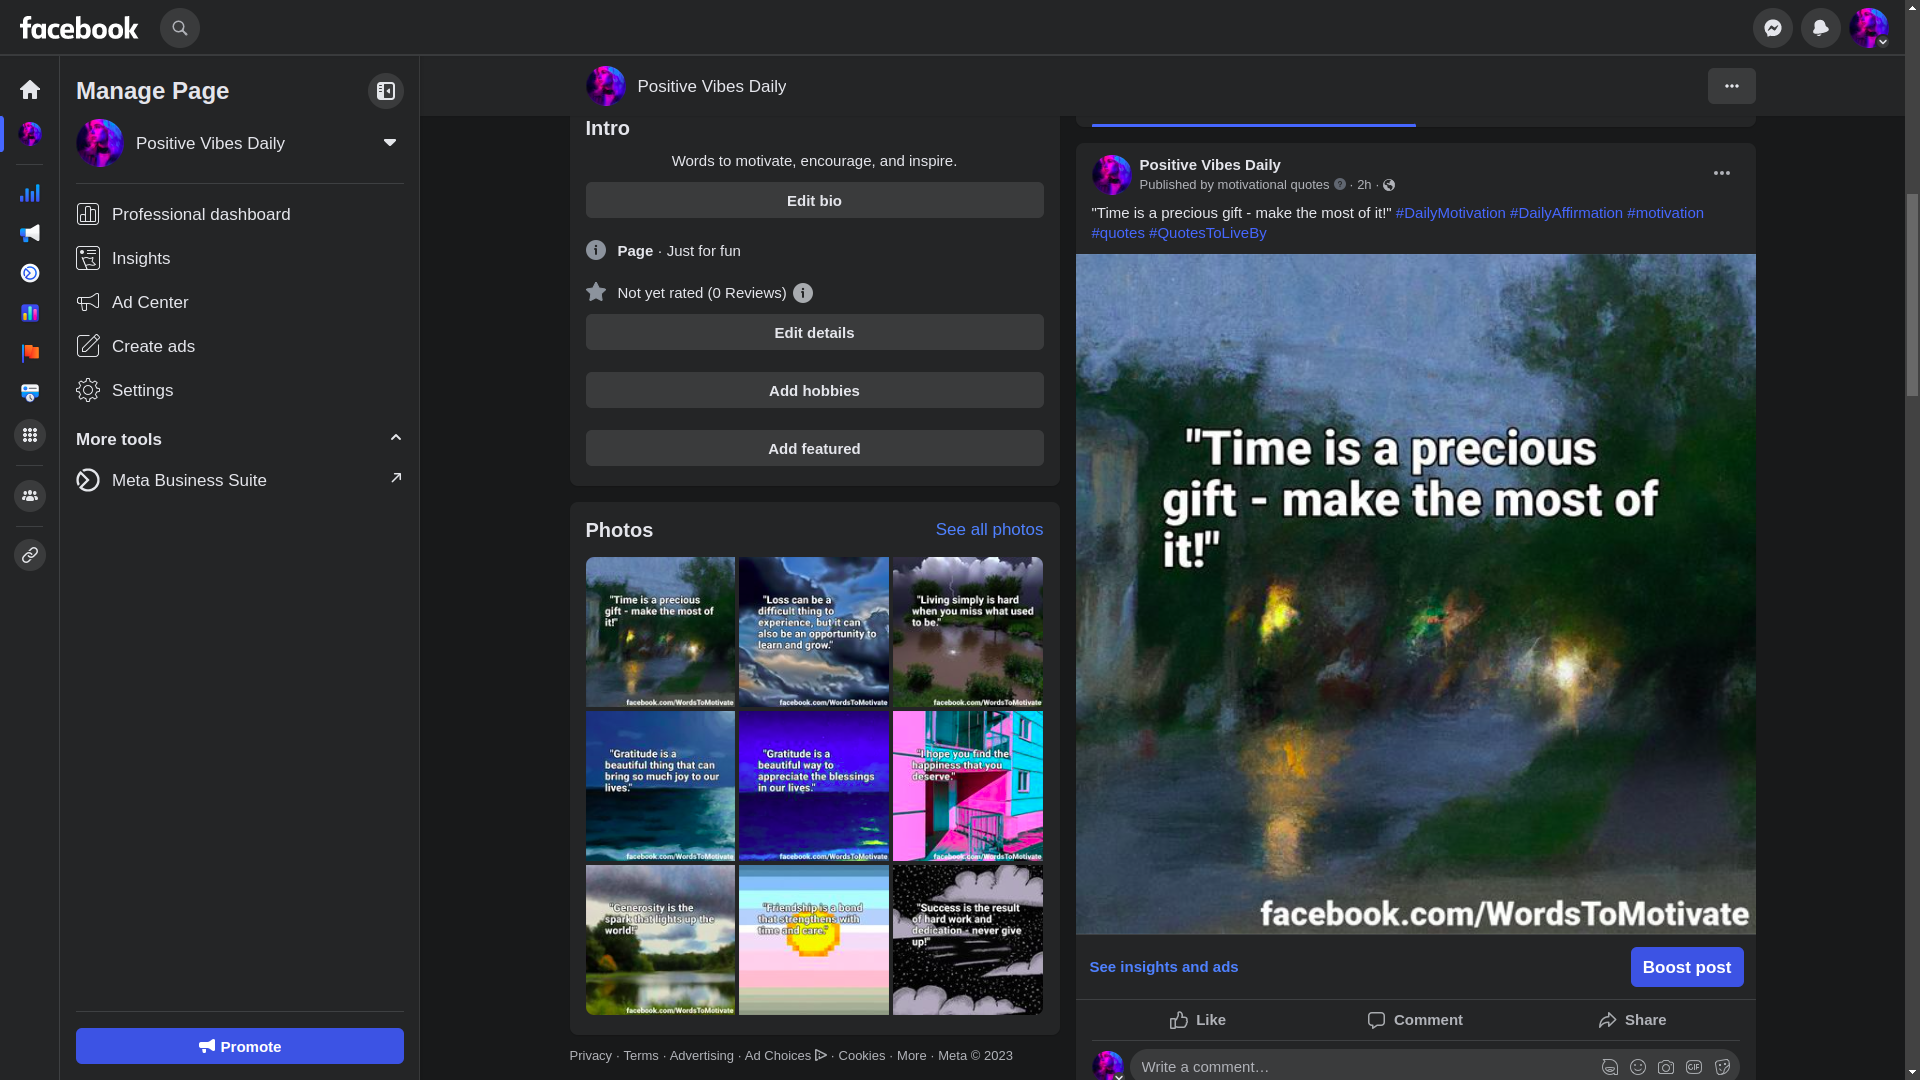 facebook
Manage Page
Positive Vibes Daily
Professional dashboard
Insights
Ad Center
Create ads
Settings
More tools
Meta Business Suite
Promote
Positive Vibes Daily
Intro
Words to motivate, encourage, and inspire.
Edit bio
Page · Just for fun
Not yet rated (0 Reviews)
Edit details
Add hobbies
Add featured
Photos
See all photos
"Time is a precious
gift - make the most of
it!"
"Loss can be a
difficult thing to
experience, but it can
also be an opportunity to
learn and grow."
facebook.com/WordsToMotivate
"Living simply is hard
when you miss what used
to be."
facebook.com/WordsToMotivate
facebook.com/WordsToMotivate
"Gratitude is a
beautiful thing that can
bring so much joy to our
lives."
facebook.com/WordsToMotivate
"Gratitude is a
beautiful way to
appreciate the blessings
in our lives."
facebook.com/WordsToMotivate
"I hope you find the
happiness that you
deserve."
facebook.com/WordsToMotivate
"Generosity is the
spark that lights up the
world!"
facebook.com/WordsToMotivate
"Friendship is a bond
that strengthens with
time and care."
"Success is the result
of hard work and
dedication - never give
up!"
Privacy · Terms · Advertising · Ad Choices · Cookies · More · Meta © 2023
Positive Vibes Daily
Published by motivational quotes · 2h ·
"Time is a precious gift - make the most of it!" #DailyMotivation #DailyAffirmation #motivation
#quotes #QuotesToLiveBy
"Time is a precious
gift - make the most of
it!"
facebook.com/WordsToMotivate
See insights and ads
Boost post
Like
Comment
Share
Write a comment…
GIF